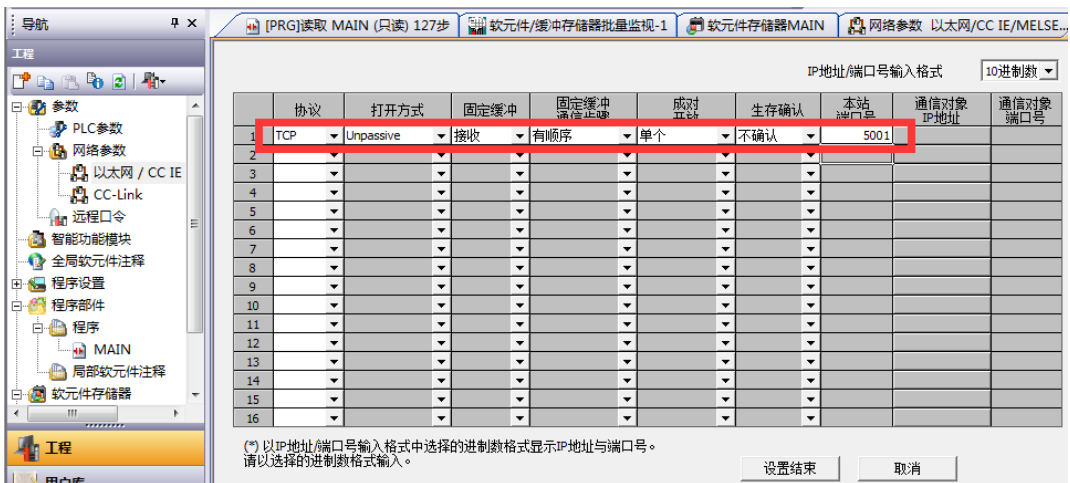 导航
[PRG]读取 MAIN (只读) 127步
软元件/缓冲存储器批量监视-1
软元件存储器MAIN
网络参数 以太网/CC IE/MELSE...
工程
IP地址/端口号输入格式
10进制数
参数
PLC参数
网络参数
以太网 / CC IE
CC-Link
远程口令
智能功能模块
全局软元件注释
程序设置
程序部件
程序
MAIN
局部软元件注释
软元件存储器
工程
用户库
协议 打开方式 固定缓冲 固定缓冲 通信步骤 成对 开放 生存确认 本站 端口号 通信对象 IP地址 通信对象 端口号
1 TCP Unpassive 接收 有顺序 单个 不确认 5001
2
3
4
5
6
7
8
9
10
11
12
13
14
15
16
(*) 以IP地址/端口号输入格式中选择的进制数格式显示IP地址与端口号。
请以选择的进制数格式输入。
设置结束
取消